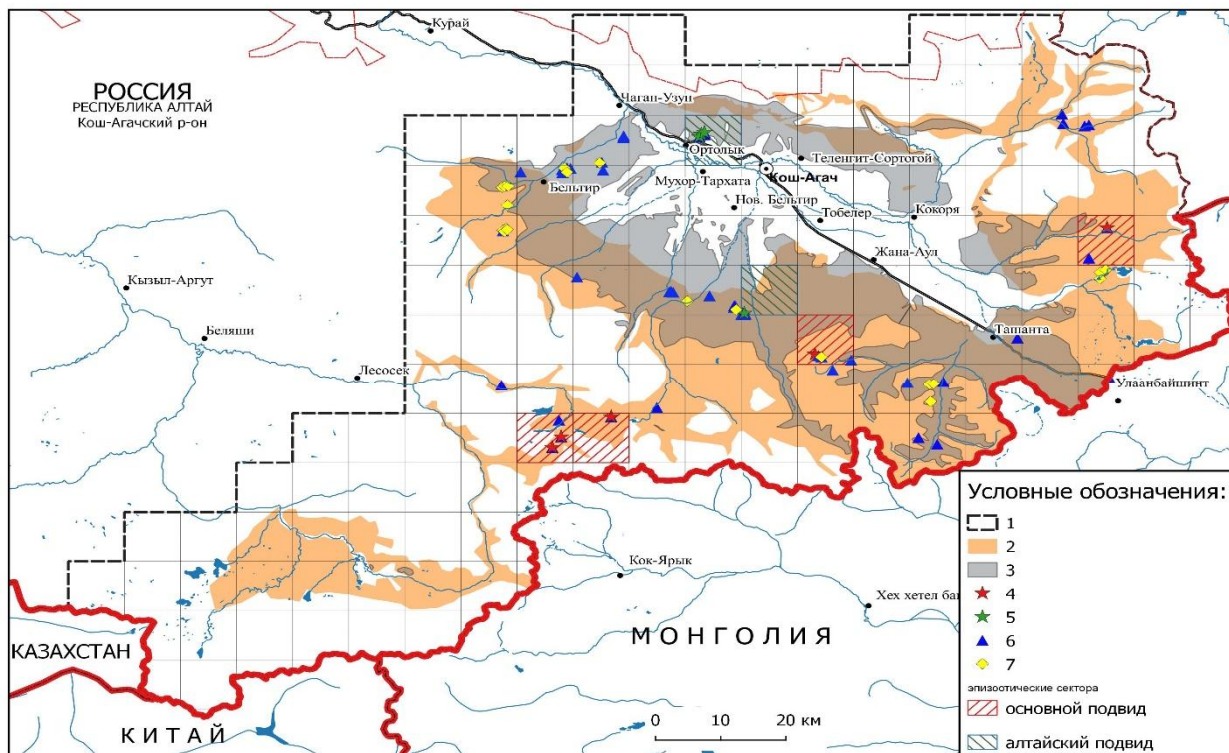 Курай
РОССИЯ
РЕСПУБЛИКА АЛТАЙ
Кош-Агачский р-он
Чаган-Узун
Ортолык
Теленгит-Сортогой
Кош-Агач
Мухор-Тархата
Бельтир
Нов. Бельтир
Тобелер
Кокоря
Жана-Аул
Кызыл-Аргут
Беляши
Ташанта
Лесосек
Улаанбайшинт
Кок-Ярык
Хех хетел
МОНГОЛИЯ
КАЗАХСТАН
КИТАЙ
0 10 20 км
Условные обозначения:
1
2
3
4
5
6
7
эпизоотические сектора
основной подвид
алтайский подвид